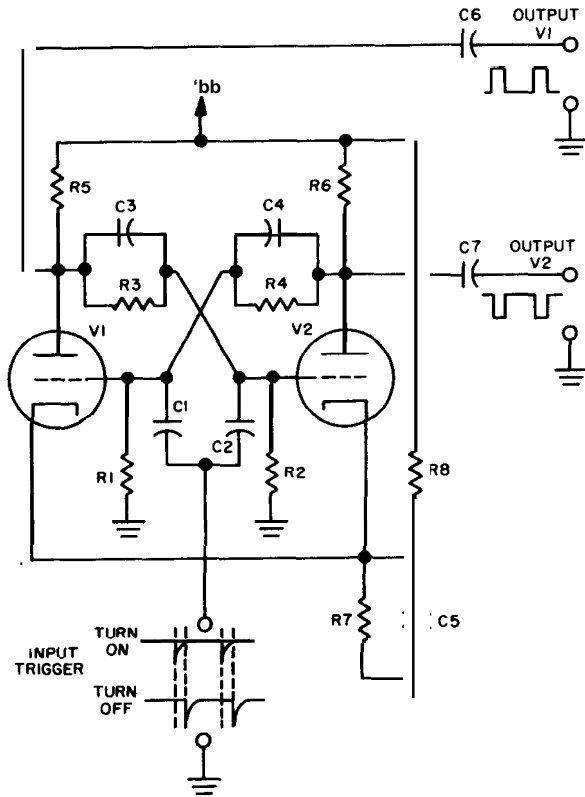 C6 OUTPUT V1
'bb
R5
R6
C3
C4
C7 OUTPUT V2
R3
R4
V1
V2
C1
C2
R1
R2
R8
R7
C5
INPUT TRIGGER
TURN ON
TURN OFF